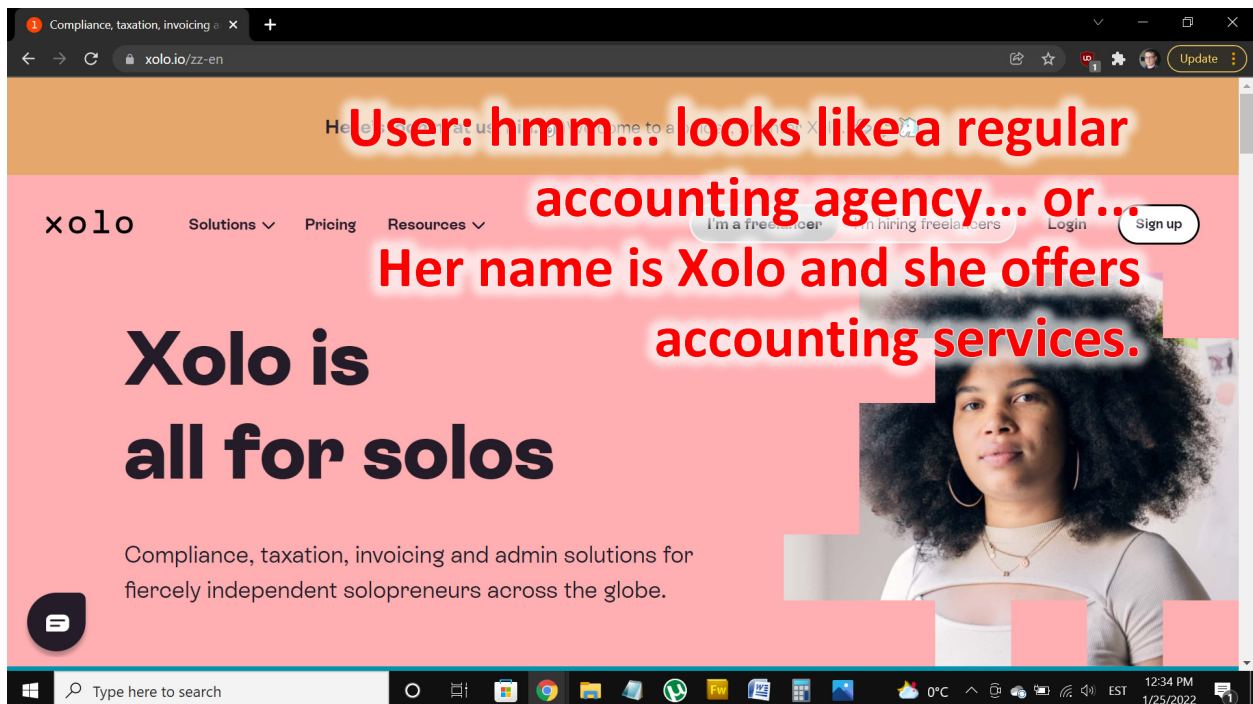 Compliance, taxation, invoicing a
xolo.io/zz-en
Update
User: hmm... looks like a regular
accounting agency... or...
Her name is Xolo and she offers
accounting services.
xolo
Solutions
Pricing
Resources
I'm a freelancer
I'm hiring freelancers
Login
Sign up
Xolo is
all for solos
Compliance, taxation, invoicing and admin solutions for
fiercely independent solopreneurs across the globe.
Type here to search
Fw
0°C
EST
12:34 PM
1/25/2022